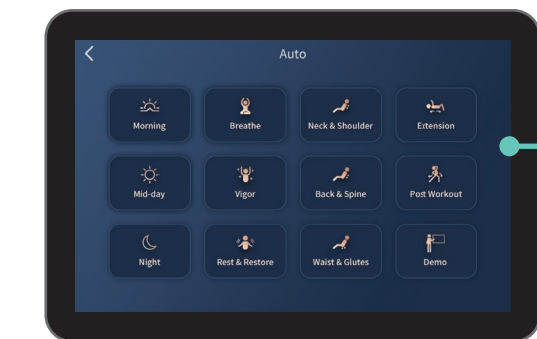 Auto
Morning
Breathe
Neck & Shoulder
Extension
Mid-day
Vigor
Back & Spine
Post Workout
Night
Rest & Restore
Waist & Glutes
Demo